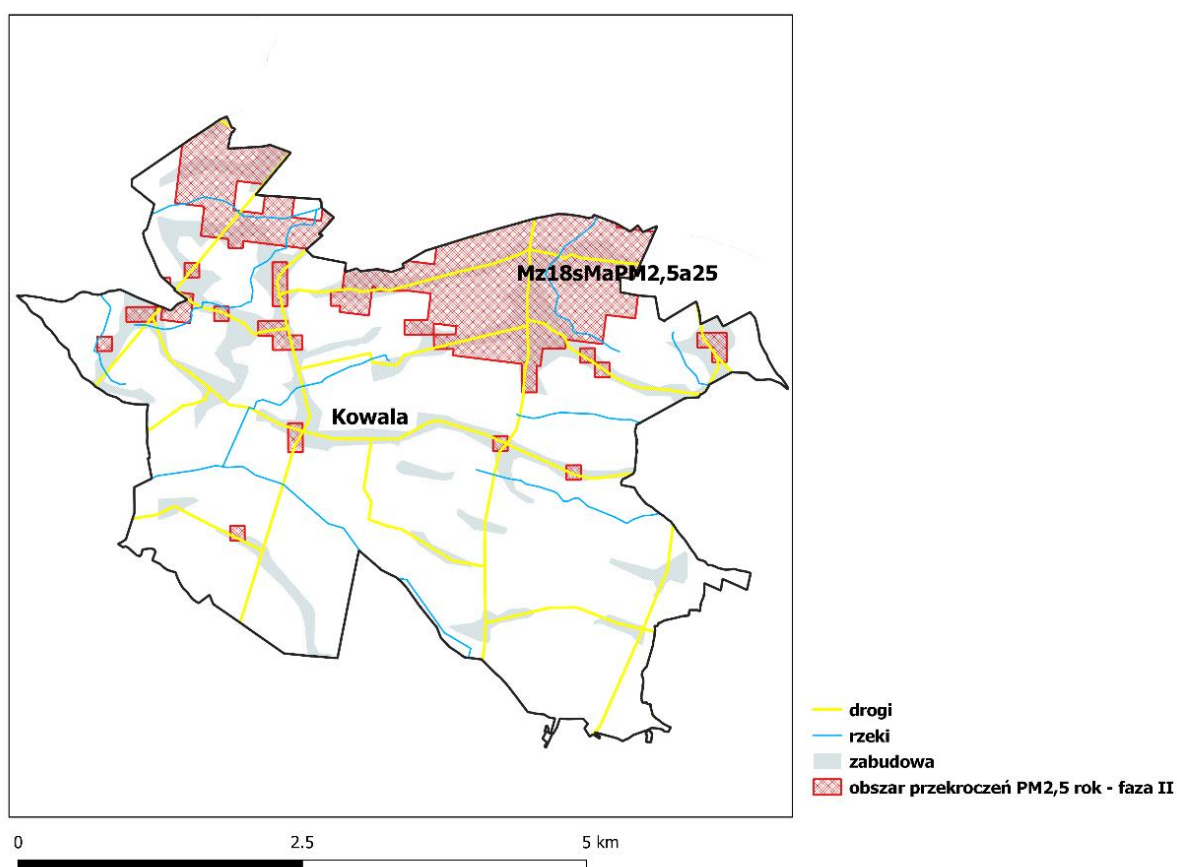 Mz18sMaPM2,5a25
Kowala
drogi
rzeki
zabudowa
obszar przekroczeń PM2,5 rok - faza II
0 2.5 5 km